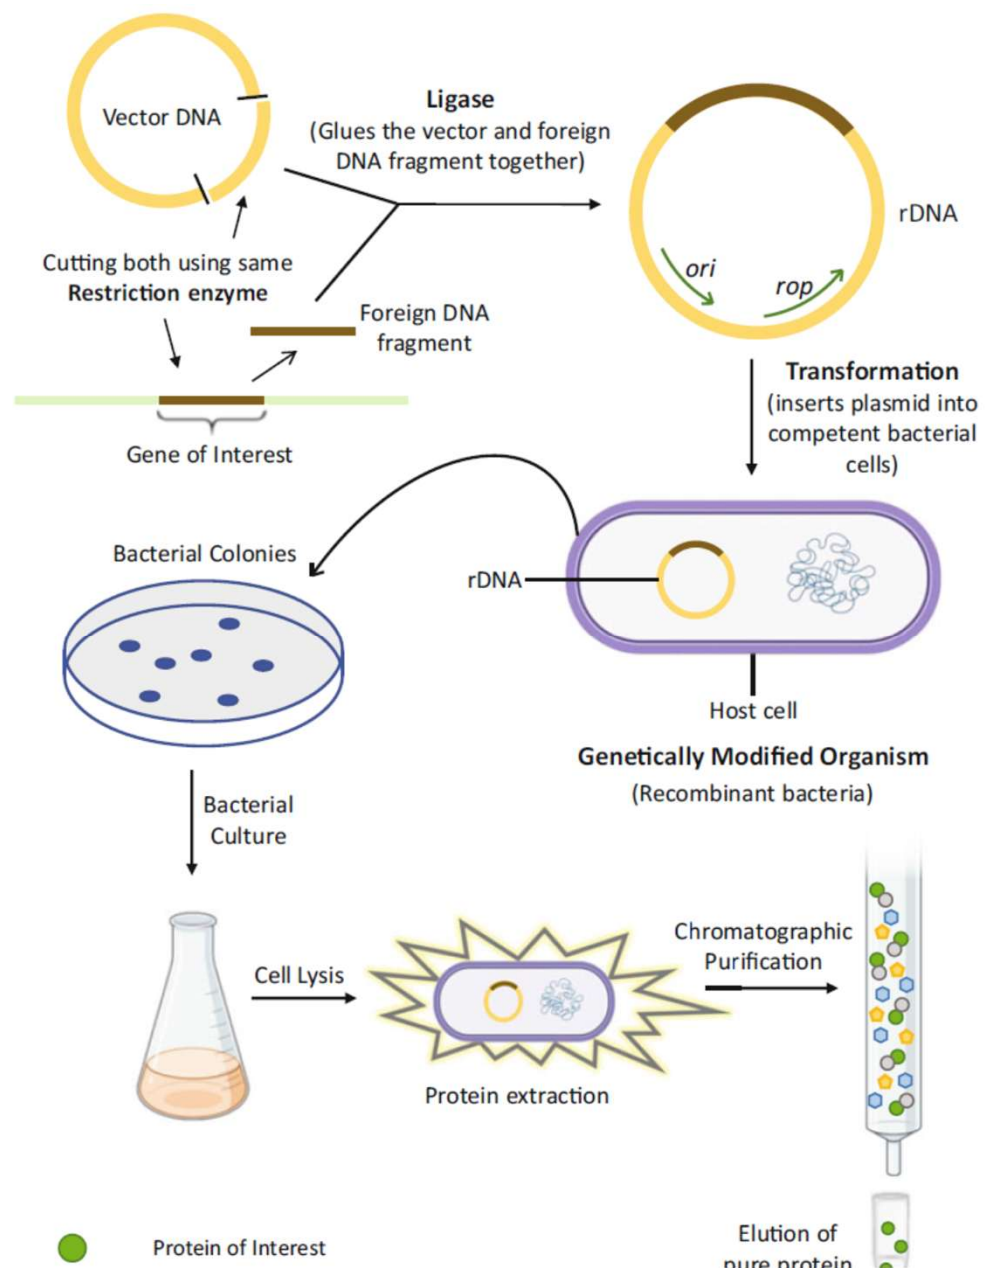 Vector DNA
Ligase
(Glues the vector and foreign
DNA fragment together)
rDNA
ori
rop
Cutting both using same
Restriction enzyme
Foreign DNA
fragment
Gene of Interest
Transformation
(inserts plasmid into
competent bacterial
cells)
Bacterial Colonies
rDNA
Host cell
Genetically Modified Organism
(Recombinant bacteria)
Bacterial
Culture
Cell Lysis
Protein extraction
Chromatographic
Purification
Protein of Interest
Elution of
pure protein